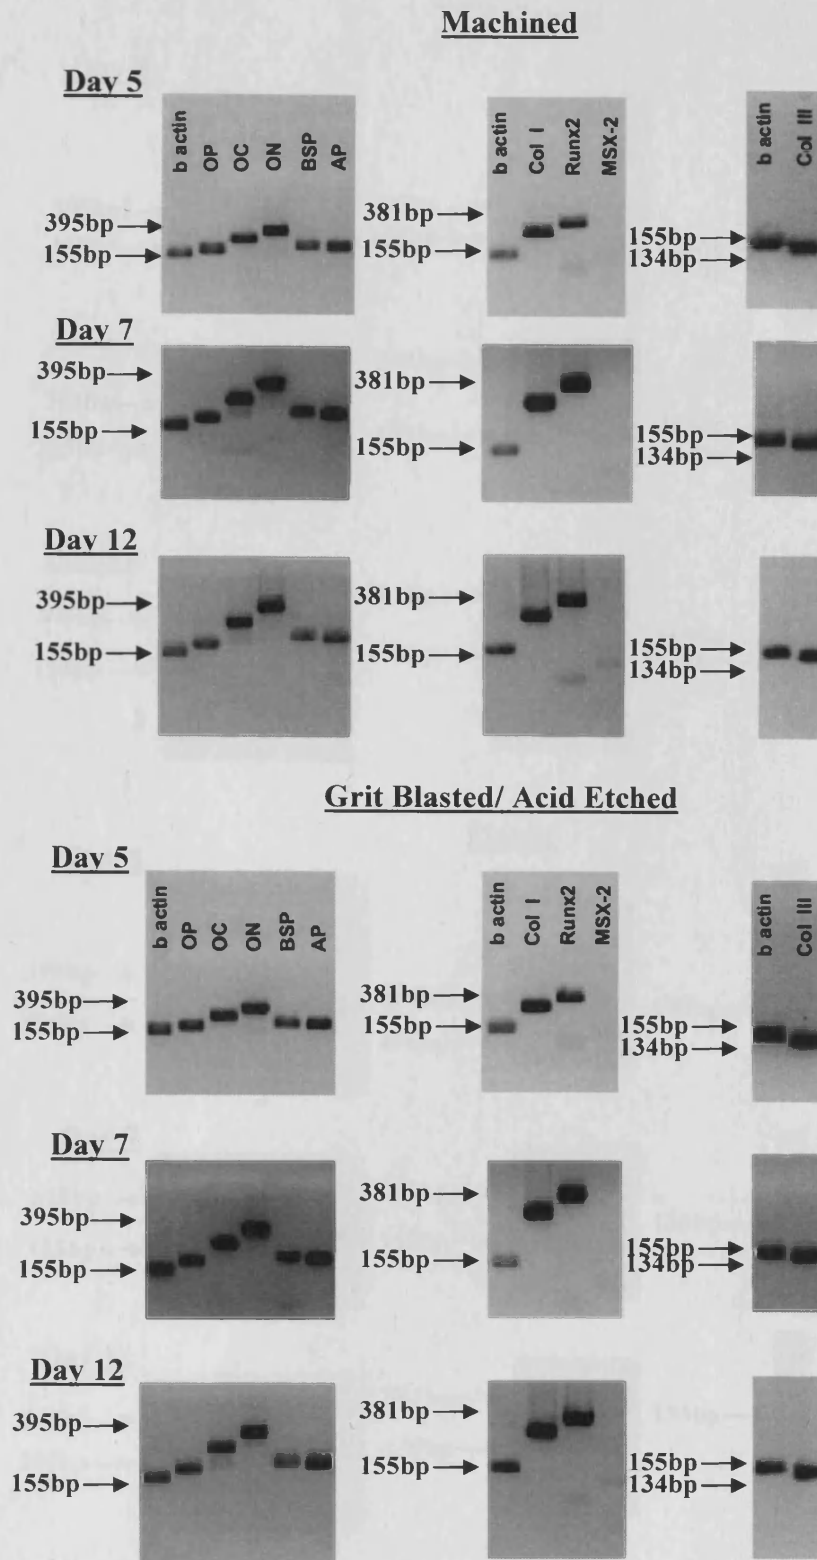 Machined
Day 5
b actin OP OC ON BSP AP
b actin Col I Runx2 MSX-2
b actin Col III
395bp
155bp
381bp
155bp
155bp
134bp
Day 7
395bp
155bp
381bp
155bp
155bp
134bp
Day 12
395bp
155bp
381bp
155bp
155bp
134bp
Grit Blasted/ Acid Etched
Day 5
b actin OP OC ON BSP AP
b actin Col I Runx2 MSX-2
b actin Col III
395bp
155bp
381bp
155bp
155bp
134bp
Day 7
395bp
155bp
381bp
155bp
155bp
134bp
Day 12
395bp
155bp
381bp
155bp
155bp
134bp